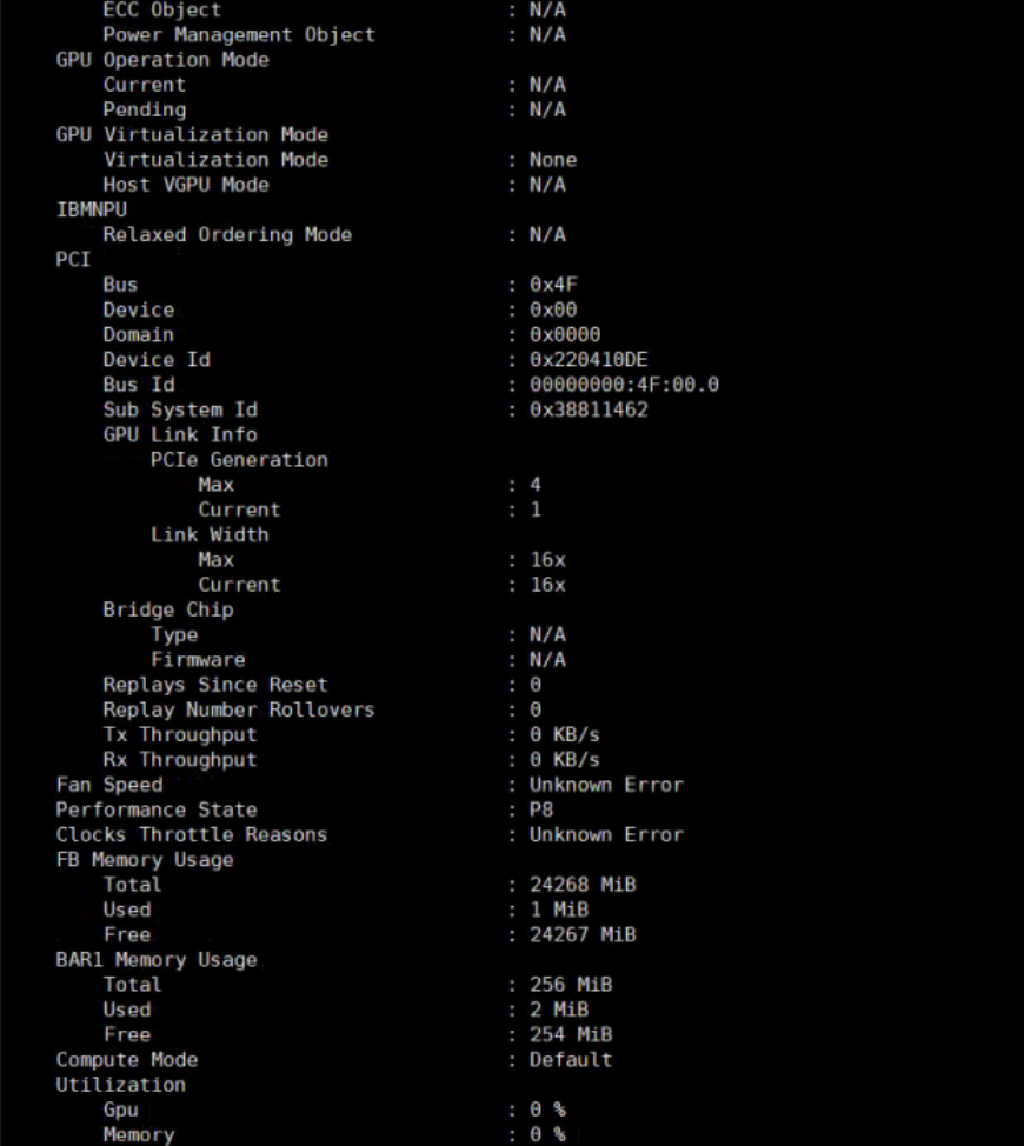 ECC Object : N/A
Power Management Object : N/A
GPU Operation Mode
Current : N/A
Pending : N/A
GPU Virtualization Mode
Virtualization Mode : None
Host VGPU Mode : N/A
IBMNPU
Relaxed Ordering Mode : N/A
PCI
Bus : 0x4F
Device : 0x00
Domain : 0x0000
Device Id : 0x220410DE
Bus Id : 00000000:4F:00.0
Sub System Id : 0x38811462
GPU Link Info
PCIe Generation
Max : 4
Current : 1
Link Width
Max : 16x
Current : 16x
Bridge Chip
Type : N/A
Firmware : N/A
Replays Since Reset : 0
Replay Number Rollovers : 0
Tx Throughput : 0 KB/s
Rx Throughput : 0 KB/s
Fan Speed : Unknown Error
Performance State : P8
Clocks Throttle Reasons : Unknown Error
FB Memory Usage
Total : 24268 MiB
Used : 1 MiB
Free : 24267 MiB
BAR1 Memory Usage
Total : 256 MiB
Used : 2 MiB
Free : 254 MiB
Compute Mode : Default
Utilization
Gpu : 0 %
Memory : 0 %